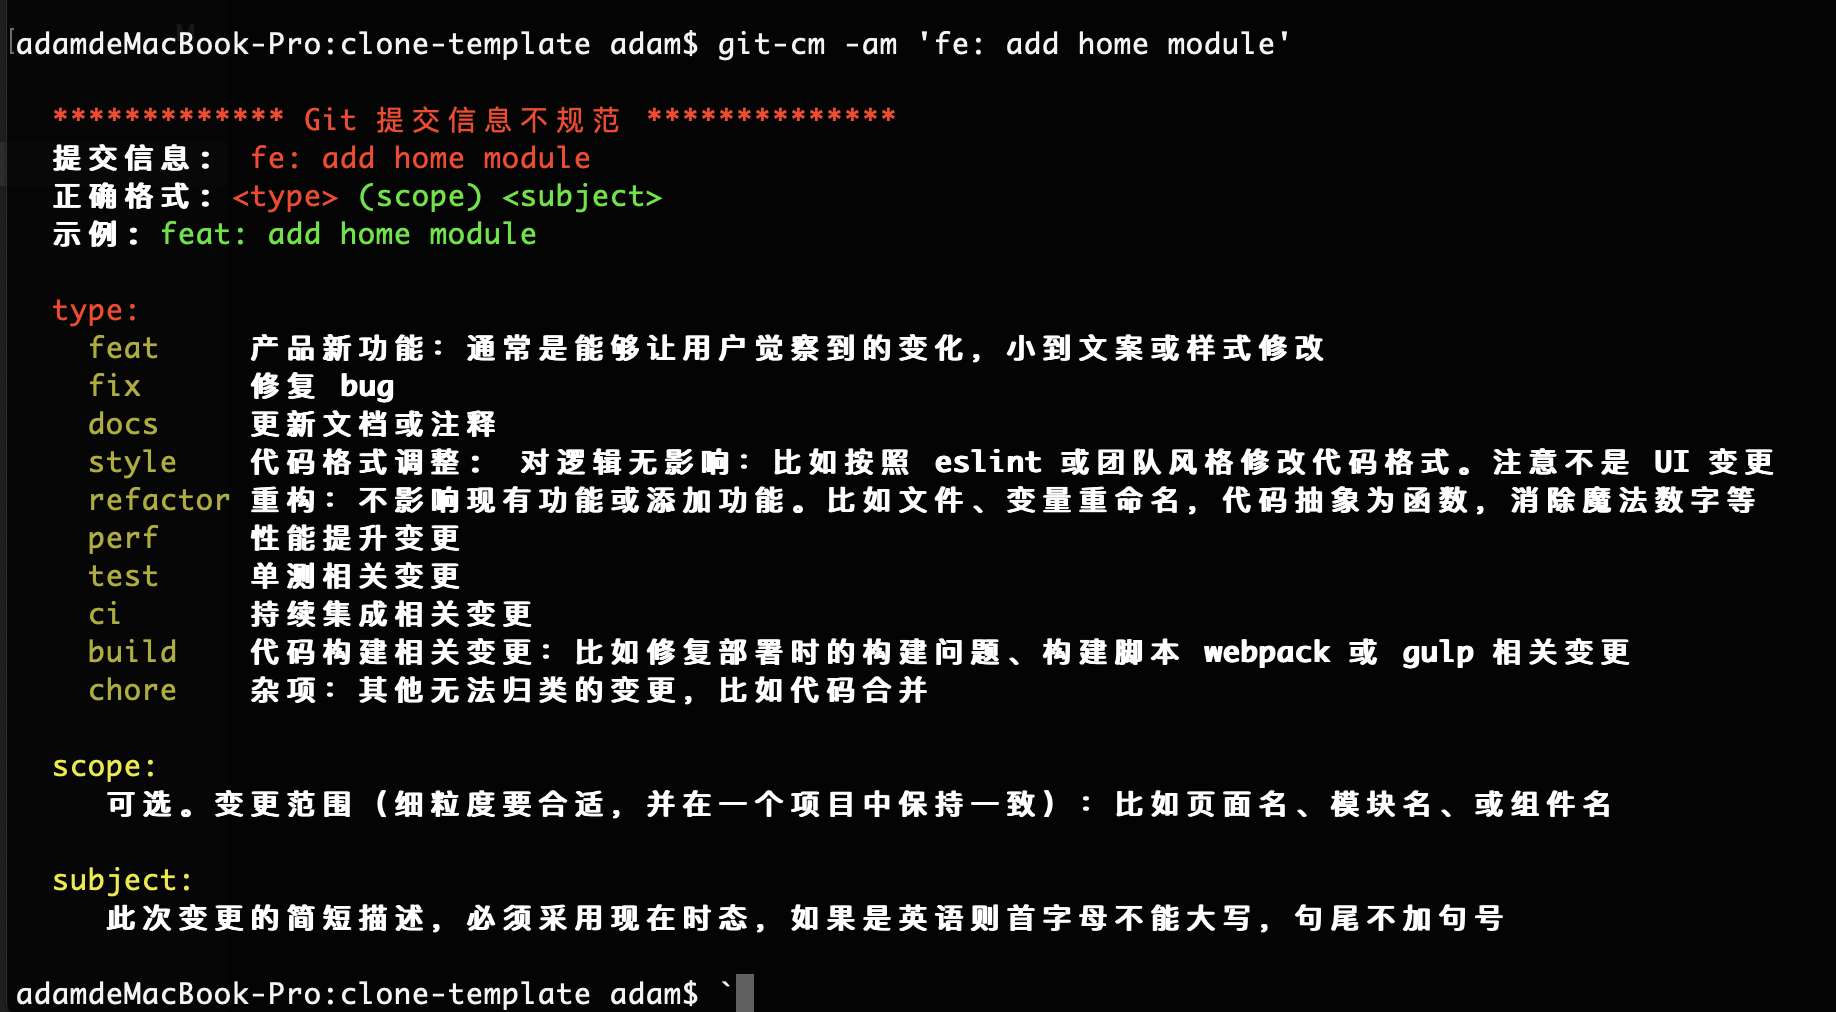 adamdeMacBook-Pro:clone-template adam$ git-cm -am 'fe: add home module'
************* Git 提交信息不规范 **************
提交信息： fe: add home module
正确格式：<type> (scope) <subject>
示例：feat: add home module
type:
feat 产品新功能：通常是能够让用户觉察到的变化，小到文案或样式修改
fix 修复 bug
docs 更新文档或注释
style 代码格式调整： 对逻辑无影响：比如按照 eslint 或团队风格修改代码格式。注意不是 UI 变更
refactor 重构：不影响现有功能或添加功能。比如文件、变量重命名，代码抽象为函数，消除魔法数字等
perf 性能提升变更
test 单测相关变更
ci 持续集成相关变更
build 代码构建相关变更：比如修复部署时的构建问题、构建脚本 webpack 或 gulp 相关变更
chore 杂项：其他无法归类的变更，比如代码合并
scope:
可选。变更范围（细粒度要合适，并在一个项目中保持一致）：比如页面名、模块名、或组件名
subject:
此次变更的简短描述，必须采用现在时态，如果是英语则首字母不能大写，句尾不加句号
adamdeMacBook-Pro:clone-template adam$ `